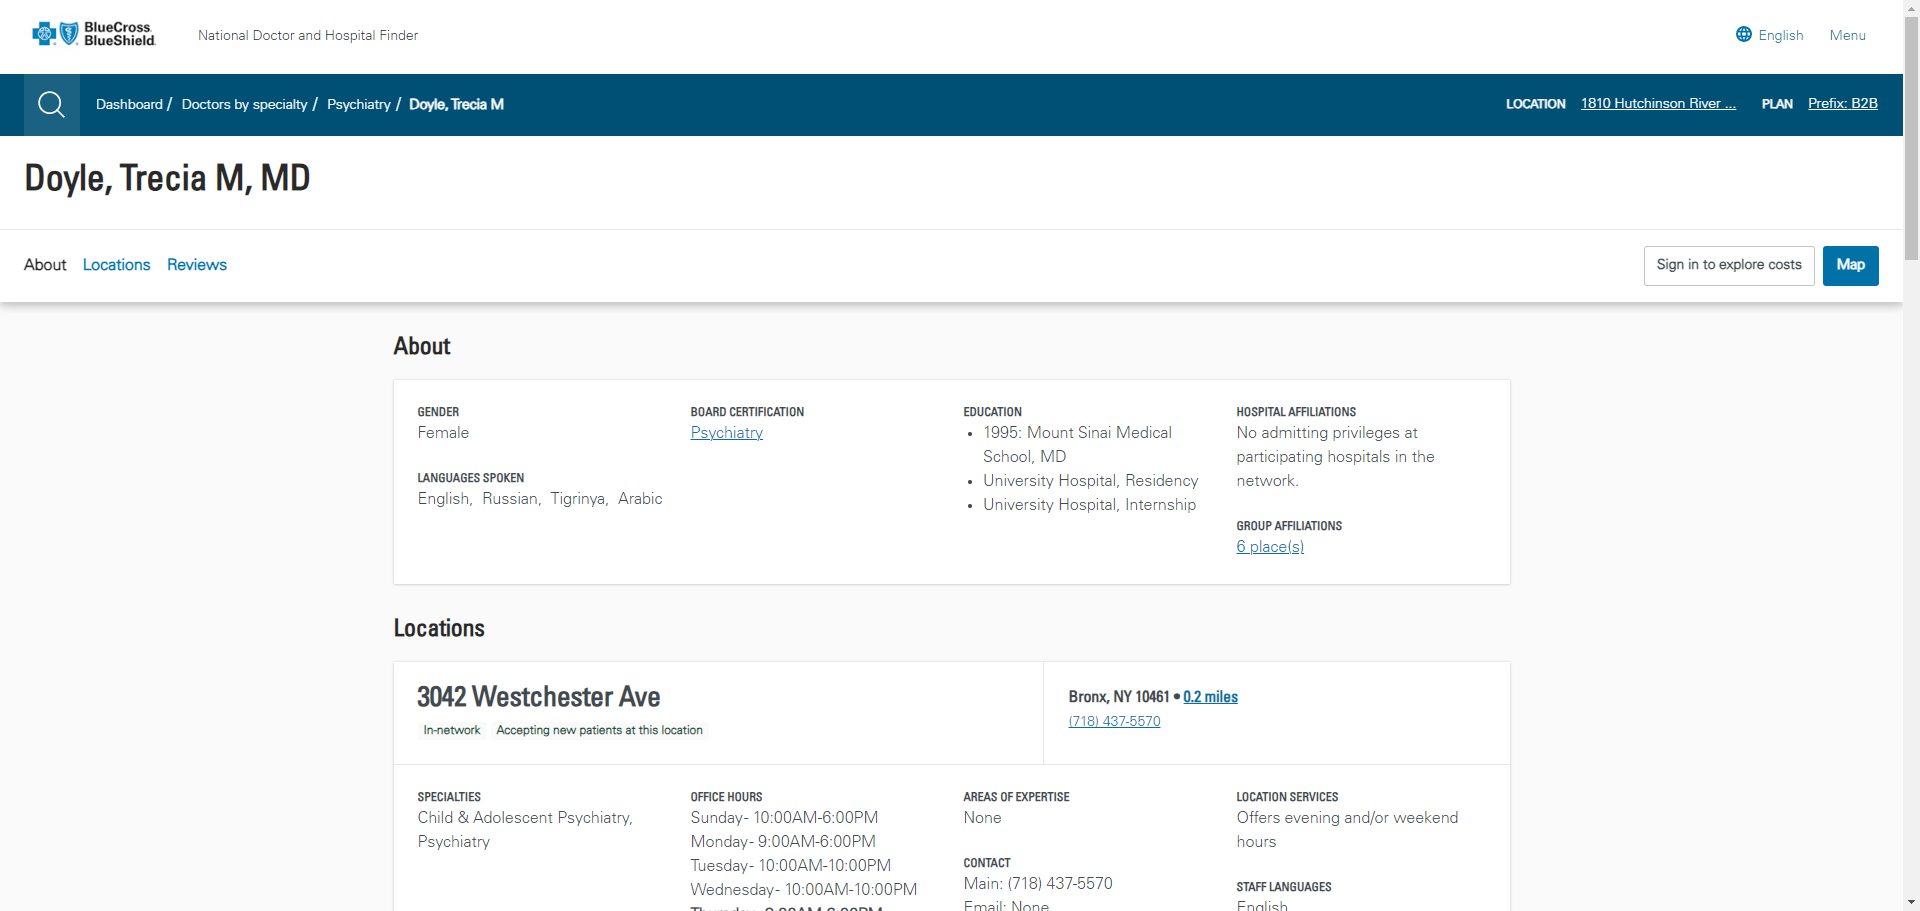 BlueCross
BlueShield
National Doctor and Hospital Finder
English
Menu
Dashboard / Doctors by specialty / Psychiatry / Doyle, Trecia M
LOCATION 1810 Hutchinson River ... PLAN Prefix: B2B
Doyle, Trecia M, MD
About Locations Reviews
Sign in to explore costs
Map
About
GENDER
Female
LANGUAGES SPOKEN
English, Russian, Tigrinya, Arabic
BOARD CERTIFICATION
Psychiatry
EDUCATION
• 1995: Mount Sinai Medical
School, MD
• University Hospital, Residency
• University Hospital, Internship
HOSPITAL AFFILIATIONS
No admitting privileges at
participating hospitals in the
network.
GROUP AFFILIATIONS
6 place(s)
Locations
3042 Westchester Ave
In-network Accepting new patients at this location
Bronx, NY 10461 • 0.2 miles
(718) 437-5570
SPECIALTIES
Child & Adolescent Psychiatry,
Psychiatry
OFFICE HOURS
Sunday- 10:00AM-6:00PM
Monday- 9:00AM-6:00PM
Tuesday- 10:00AM-10:00PM
Wednesday- 10:00AM-10:00PM
Thursday- 9:00AM-6:00PM
AREAS OF EXPERTISE
None
CONTACT
Main: (718) 437-5570
Email: None
LOCATION SERVICES
Offers evening and/or weekend
hours
STAFF LANGUAGES
English